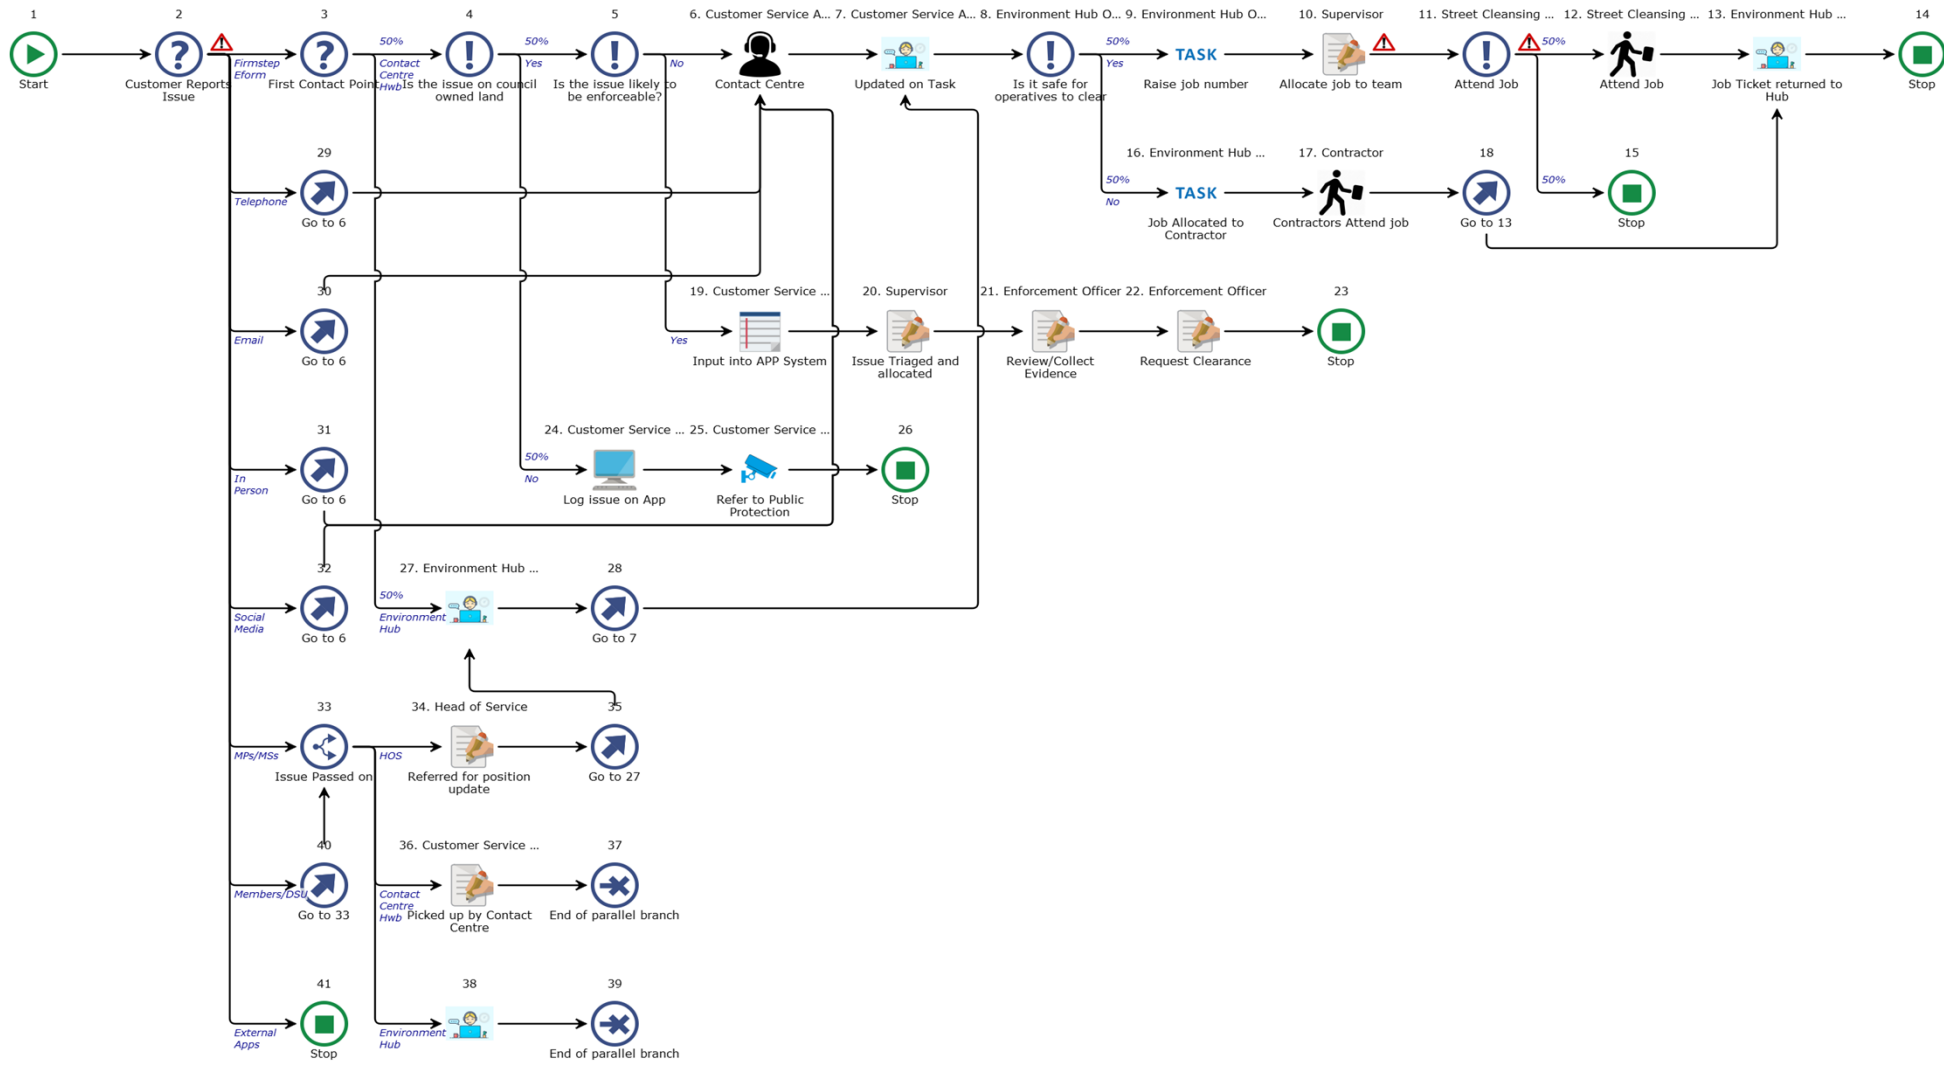 1
2
3
4
5
6. Customer Service A...
7. Customer Service A...
8. Environment Hub O...
9. Environment Hub O...
10. Supervisor
11. Street Cleansing ...
12. Street Cleansing ...
13. Environment Hub ...
14
Firmstep
Eform
50%
Contact
Centre
Hwb
50%
Yes
No
50%
Yes
TASK
50%
Start
Customer Reports
Issue
First Contact Point
Is the issue on council
owned land
Is the issue likely to
be enforceable?
Contact Centre
Updated on Task
Is it safe for
operatives to clear
Raise job number
Allocate job to team
Attend Job
Attend Job
Job Ticket returned to
Hub
Stop
29
16. Environment Hub ...
17. Contractor
18
15
Telephone
50%
No
TASK
50%
Go to 6
Job Allocated to
Contractor
Contractors Attend job
Go to 13
Stop
30
19. Customer Service ...
20. Supervisor
21. Enforcement Officer
22. Enforcement Officer
23
Email
Yes
Go to 6
Input into APP System
Issue Triaged and
allocated
Review/Collect
Evidence
Request Clearance
Stop
31
24. Customer Service ...
25. Customer Service ...
26
In
Person
50%
No
Go to 6
Log issue on App
Refer to Public
Protection
Stop
32
27. Environment Hub ...
28
Social
Media
50%
Environment
Hub
Go to 6
Go to 7
33
34. Head of Service
35
MPs/MSs
HOS
Issue Passed on
Referred for position
update
Go to 27
40
36. Customer Service ...
37
Members/DSU
Contact
Centre
Hwb
Go to 33
Picked up by Contact
Centre
End of parallel branch
41
38
39
External
Apps
Environment
Hub
Stop
End of parallel branch